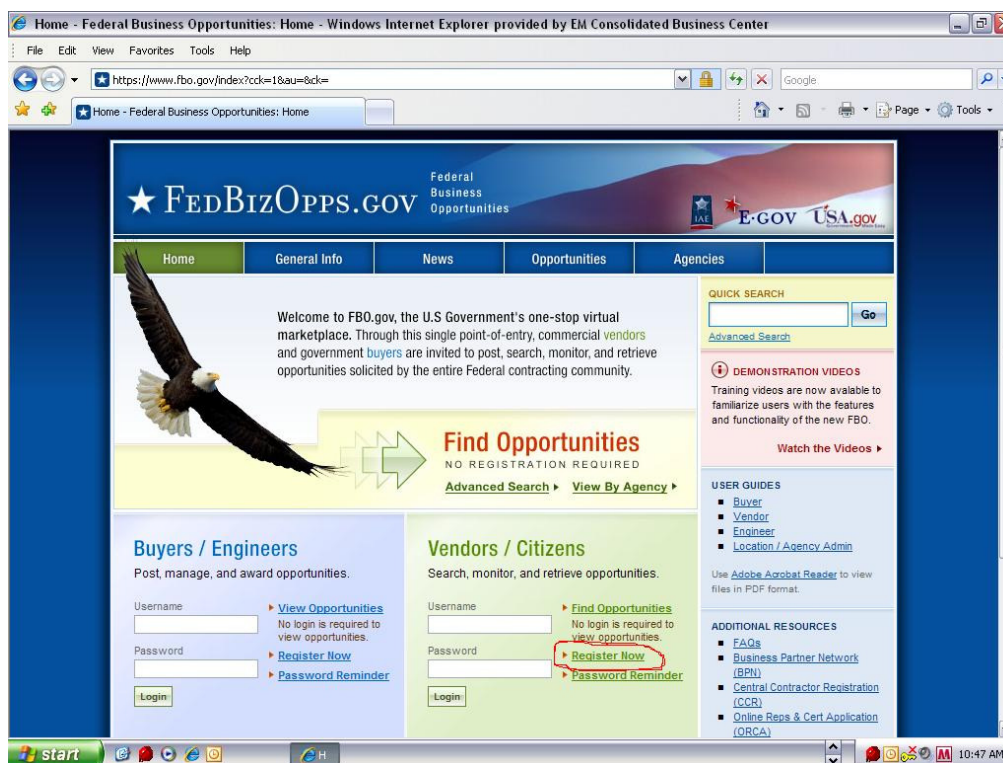 Home - Federal Business Opportunities: Home - Windows Internet Explorer provided by EM Consolidated Business Center
File Edit View Favorites Tools Help
https://www.fbo.gov/index?cck=1&au=&ck=
Google
Home - Federal Business Opportunities: Home
Page
Tools
FEDBIZOPPS.GOV
Federal
Business
Opportunities
IAE
E-GOV
USA.gov
Home General Info News Opportunities Agencies
Welcome to FBO.gov, the U.S Government's one-stop virtual
marketplace. Through this single point-of-entry, commercial vendors
and government buyers are invited to post, search, monitor, and retrieve
opportunities solicited by the entire Federal contracting community.
Find Opportunities
NO REGISTRATION REQUIRED
Advanced Search View By Agency
QUICK SEARCH
Go
Advanced Search
DEMONSTRATION VIDEOS
Training videos are now avalable to
familiarize users with the features
and functionality of the new FBO.
Watch the Videos
USER GUIDES
Buyer
Vendor
Engineer
Location / Agency Admin
Use Adobe Acrobat Reader to view
files in PDF format.
ADDITIONAL RESOURCES
FAQs
Business Partner Network
(BPN)
Central Contractor Registration
(CCR)
Online Reps & Cert Application
(ORCA)
Buyers / Engineers
Post, manage, and award opportunities.
Username
Password
Login
View Opportunities
No login is required to
view opportunities.
Register Now
Password Reminder
Vendors / Citizens
Search, monitor, and retrieve opportunities.
Username
Password
Login
Find Opportunities
No login is required to
view opportunities.
Register Now
Password Reminder
start
H
10:47 AM